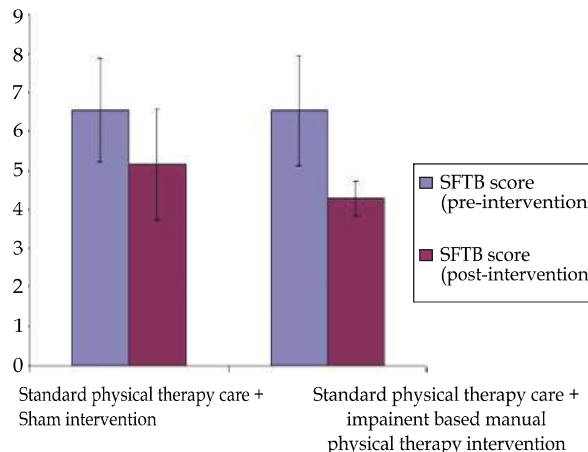 9
8
7
6
5
4
3
2
1
0
SFTB score
(pre-intervention
SFTB score
(post-intervention
Standard physical therapy care +
Sham intervention
Standard physical therapy care +
impainent based manual
physical therapy intervention